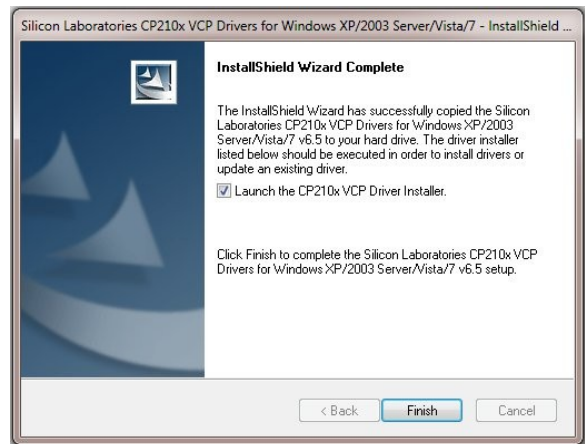 Silicon Laboratories CP210x VCP Drivers for Windows XP/2003 Server/Vista/7 - InstallShield ...
InstallShield Wizard Complete
The InstallShield Wizard has successfully copied the Silicon
Laboratories CP210x VCP Drivers for Windows XP/2003
Server/Vista/7 v6.5 to your hard drive. The driver installer
listed below should be executed in order to install drivers or
update an existing driver.
Launch the CP210x VCP Driver Installer.
Click Finish to complete the Silicon Laboratories CP210x VCP
Drivers for Windows XP/2003 Server/Vista/7 v6.5 setup.
< Back Finish Cancel